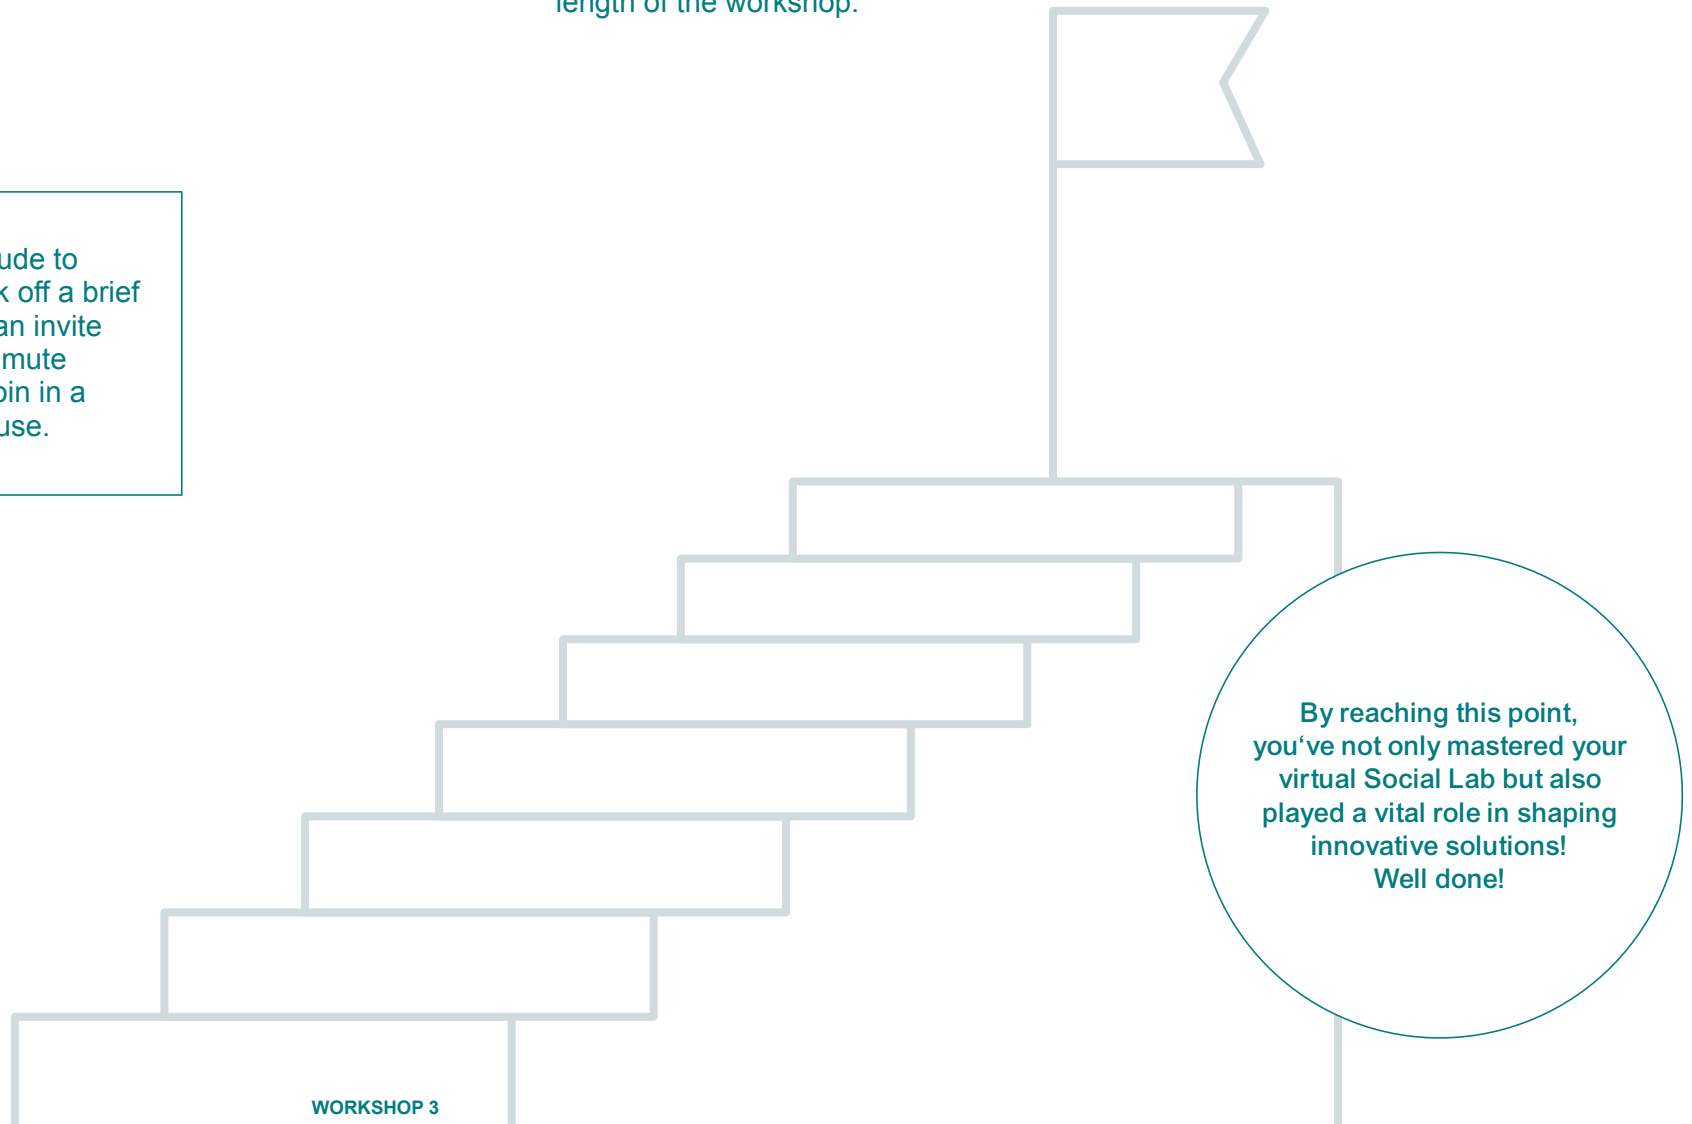 length of the workshop.
ude to
k off a brief
an invite
mute
oin in a
use.
By reaching this point,
you‘ve not only mastered your
virtual Social Lab but also
played a vital role in shaping
innovative solutions!
Well done!
WORKSHOP 3